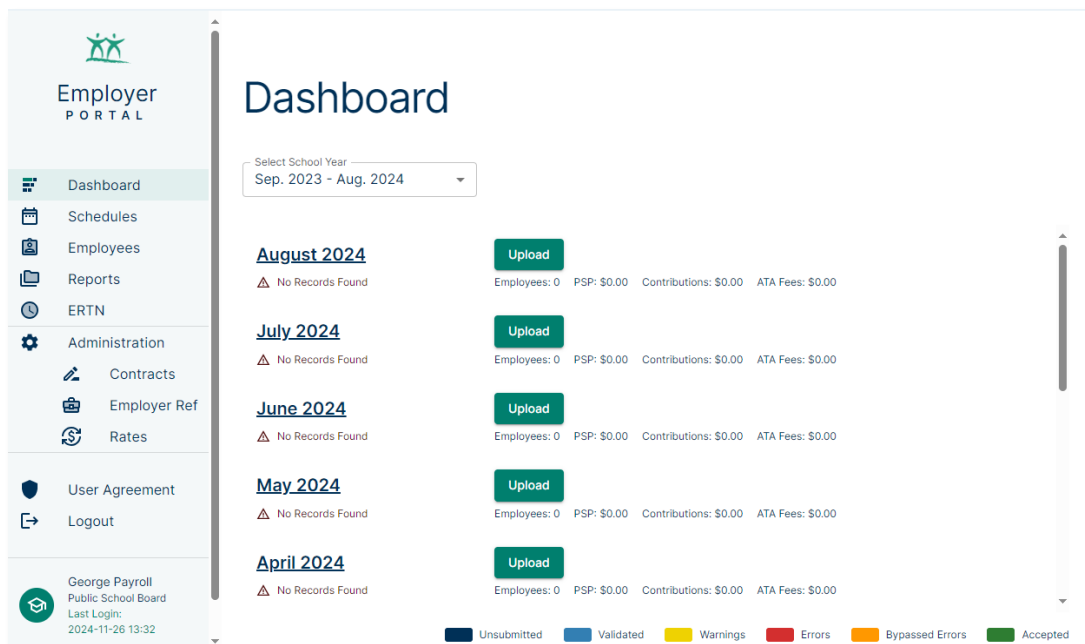 Employer
PORTAL
Dashboard
Schedules
Employees
Reports
ERTN
Administration
Contracts
Employer Ref
Rates
User Agreement
Logout
George Payroll
Public School Board
Last Login:
2024-11-26 13:32
Dashboard
Select School Year
Sep. 2023 - Aug. 2024
August 2024
Upload
No Records Found
Employees: 0 PSP: $0.00 Contributions: $0.00 ATA Fees: $0.00
July 2024
Upload
No Records Found
Employees: 0 PSP: $0.00 Contributions: $0.00 ATA Fees: $0.00
June 2024
Upload
No Records Found
Employees: 0 PSP: $0.00 Contributions: $0.00 ATA Fees: $0.00
May 2024
Upload
No Records Found
Employees: 0 PSP: $0.00 Contributions: $0.00 ATA Fees: $0.00
April 2024
Upload
No Records Found
Employees: 0 PSP: $0.00 Contributions: $0.00 ATA Fees: $0.00
Unsubmitted Validated Warnings Errors Bypassed Errors Accepted